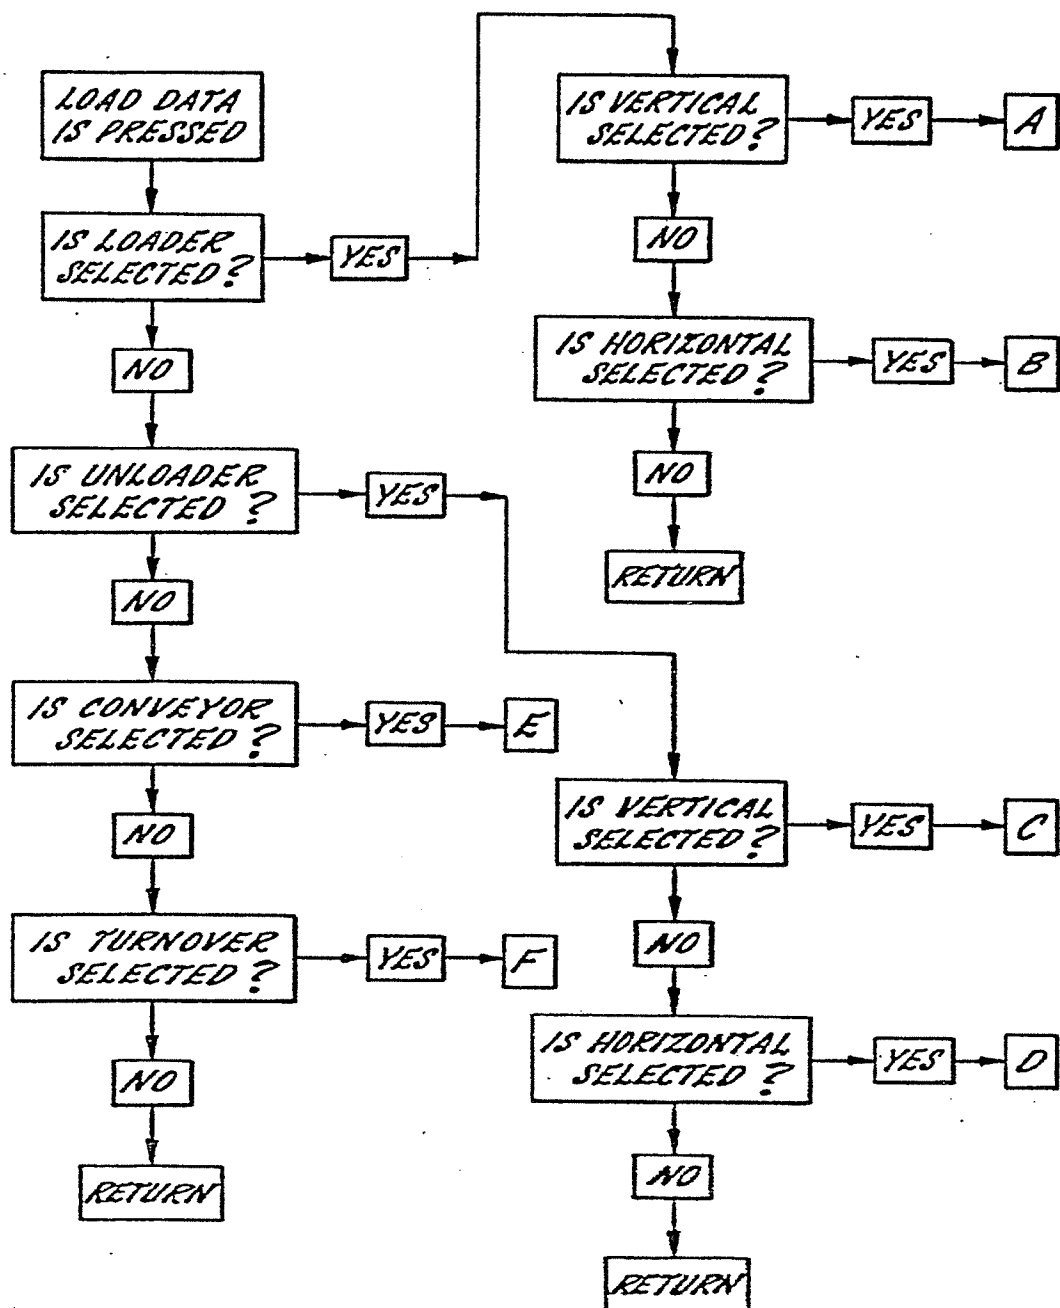 LOAD DATA
IS PRESSED
IS LOADER
SELECTED?
YES
NO
IS UNLOADER
SELECTED?
YES
NO
IS CONVEYOR
SELECTED?
YES
E
NO
IS TURNOVER
SELECTED?
YES
F
NO
RETURN
IS VERTICAL
SELECTED?
YES
A
NO
IS HORIZONTAL
SELECTED?
YES
B
NO
RETURN
IS VERTICAL
SELECTED?
YES
C
NO
IS HORIZONTAL
SELECTED?
YES
D
NO
RETURN